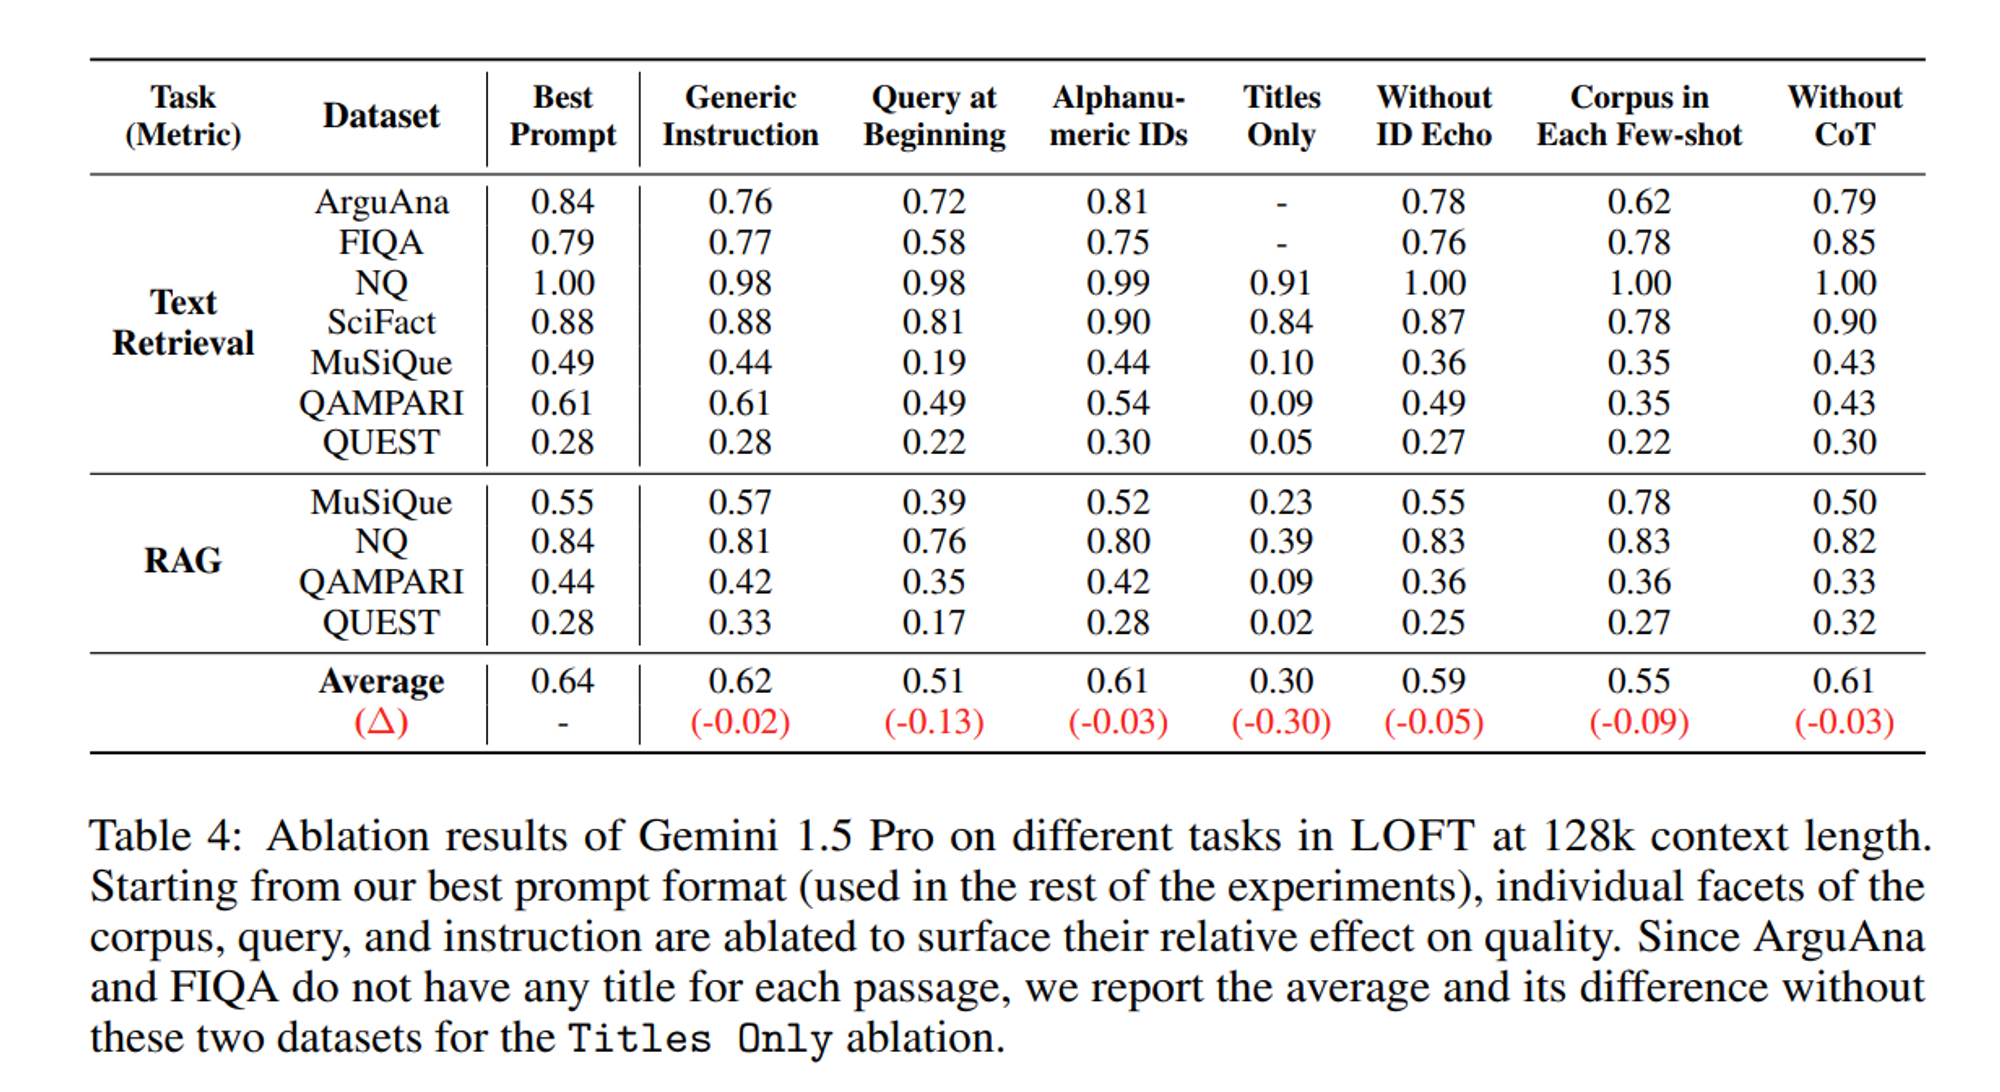 Task (Metric) Dataset Best Prompt Generic Instruction Query at Beginning Alphanu-meric IDs Titles Only Without ID Echo Corpus in Each Few-shot Without CoT
Text Retrieval
ArguAna 0.84 0.76 0.72 0.81 - 0.78 0.62 0.79
FIQA 0.79 0.77 0.58 0.75 - 0.76 0.78 0.85
NQ 1.00 0.98 0.98 0.99 0.91 1.00 1.00 1.00
SciFact 0.88 0.88 0.81 0.90 0.84 0.87 0.78 0.90
MuSiQue 0.49 0.44 0.19 0.44 0.10 0.36 0.35 0.43
QAMPARI 0.61 0.61 0.49 0.54 0.09 0.49 0.35 0.43
QUEST 0.28 0.28 0.22 0.30 0.05 0.27 0.22 0.30
RAG
MuSiQue 0.55 0.57 0.39 0.52 0.23 0.55 0.78 0.50
NQ 0.84 0.81 0.76 0.80 0.39 0.83 0.83 0.82
QAMPARI 0.44 0.42 0.35 0.42 0.09 0.36 0.36 0.33
QUEST 0.28 0.33 0.17 0.28 0.02 0.25 0.27 0.32
Average 0.64 0.62 0.51 0.61 0.30 0.59 0.55 0.61
(Δ) - (-0.02) (-0.13) (-0.03) (-0.30) (-0.05) (-0.09) (-0.03)
Table 4: Ablation results of Gemini 1.5 Pro on different tasks in LOFT at 128k context length.
Starting from our best prompt format (used in the rest of the experiments), individual facets of the
corpus, query, and instruction are ablated to surface their relative effect on quality. Since ArguAna
and FIQA do not have any title for each passage, we report the average and its difference without
these two datasets for the Titles Only ablation.